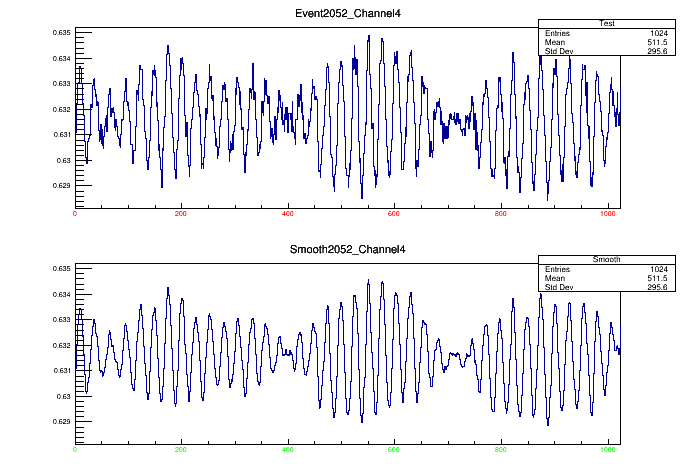 Event2052_Channel4
Test
Entries 1024
Mean 511.5
Std Dev 295.6
0.635
0.634
0.633
0.632
0.631
0.63
0.629
0 200 400 600 800 1000
Smooth2052_Channel4
Smooth
Entries 1024
Mean 511.5
Std Dev 295.6
0.635
0.634
0.633
0.632
0.631
0.63
0.629
0 200 400 600 800 1000